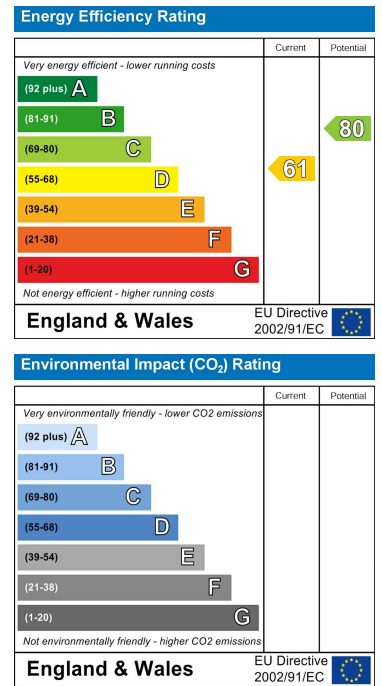 Energy Efficiency Rating
Current Potential
Very energy efficient - lower running costs
(92 plus) A
(81-91) B
(69-80) C
(55-68) D
(39-54) E
(21-38) F
(1-20) G
61
80
Not energy efficient - higher running costs
England & Wales
EU Directive
2002/91/EC
Environmental Impact (CO₂) Rating
Current Potential
Very environmentally friendly - lower CO2 emissions
(92 plus) A
(81-91) B
(69-80) C
(55-68) D
(39-54) E
(21-38) F
(1-20) G
Not environmentally friendly - higher CO2 emissions
England & Wales
EU Directive
2002/91/EC